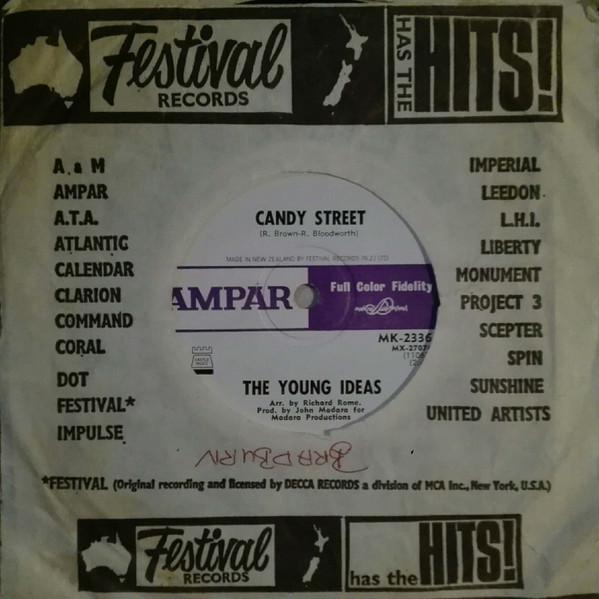 Festival
RECORDS
HAS THE
HITS!
A & M
AMPAR
A.T.A.
ATLANTIC
CALENDAR
CLARION
COMMAND
CORAL
DOT
FESTIVAL*
IMPULSE
IMPERIAL
LEEDON
L.H.I.
LIBERTY
MONUMENT
PROJECT 3
SCEPTER
SPIN
SUNSHINE
UNITED ARTISTS
CANDY STREET
(R. Brown-R. Bloodworth)
MADE IN NEW ZEALAND BY FESTIVAL RECORDS (N.Z.) LTD
AMPAR
Full Color Fidelity
MK-2336
MX-2707
THE YOUNG IDEAS
Arr. by Richard Rome.
Prod. by John Madara for
Madara Productions
BRADBURN
*FESTIVAL (Original recording and licensed by DECCA RECORDS a division of MCA Inc., New York, U.S.A.)
Festival
RECORDS
has the HITS!